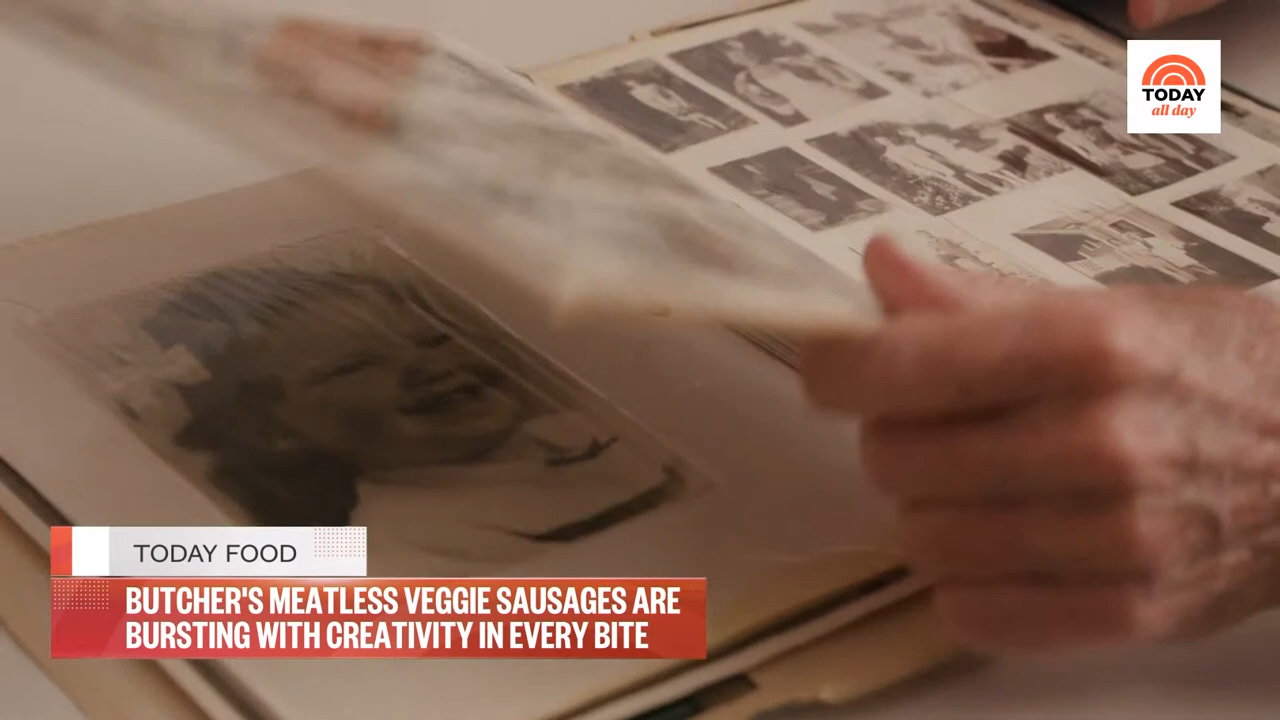 TODAY
all day
TODAY FOOD
BUTCHER'S MEATLESS VEGGIE SAUSAGES ARE
BURSTING WITH CREATIVITY IN EVERY BITE